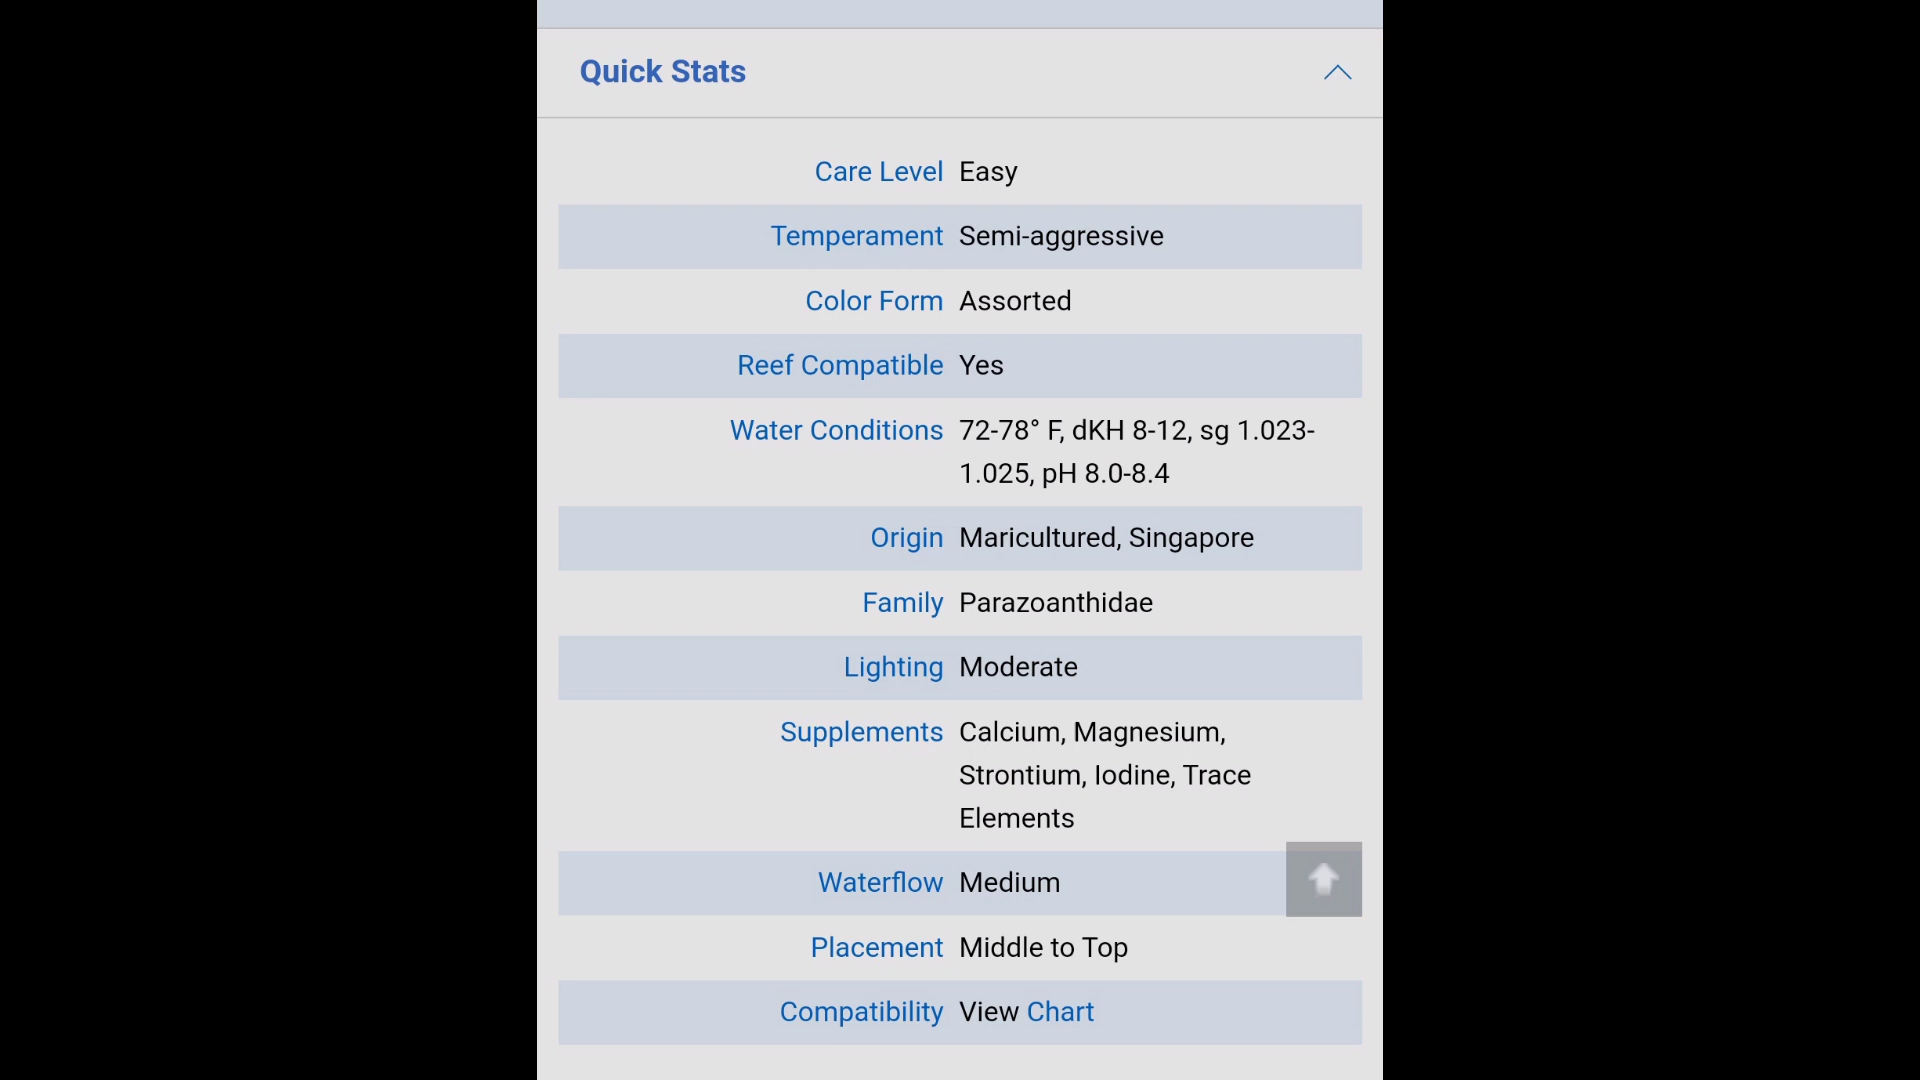 Quick Stats
Care Level Easy
Temperament Semi-aggressive
Color Form Assorted
Reef Compatible Yes
Water Conditions 72-78° F, dKH 8-12, sg 1.023-
1.025, pH 8.0-8.4
Origin Maricultured, Singapore
Family Parazoanthidae
Lighting Moderate
Supplements Calcium, Magnesium,
Strontium, Iodine, Trace
Elements
Waterflow Medium
Placement Middle to Top
Compatibility View Chart